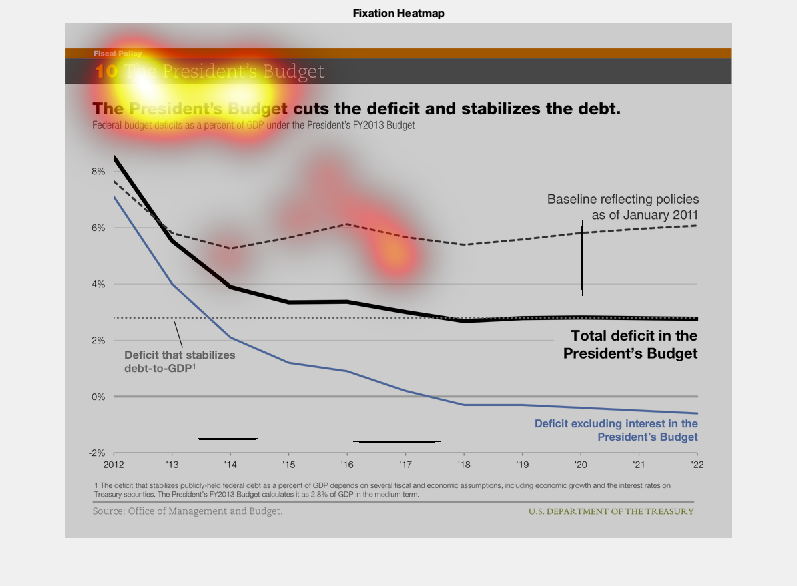 Fixation Heatmap
Fiscal Policy
10 The President's Budget
The President's Budget cuts the deficit and stabilizes the debt.
Federal budget deficits as a percent of GDP under the President's FY2013 Budget
8%
Baseline reflecting policies
as of January 2011
6%
4%
Total deficit in the
President's Budget
2%
Deficit that stabilizes
debt-to-GDP¹
0%
Deficit excluding interest in the
President's Budget
-2%
2012 '13 '14 '15 '16 '17 '18 '19 '20 '21 '22
¹ The deficit that stabilizes publicly-held federal debt as a percent of GDP depends on several fiscal and economic assumptions, including economic growth and the interest rates on
Treasury securities. The President's FY2013 Budget calculates it as 2.8% of GDP in the medium term.
Source: Office of Management and Budget.
U.S. DEPARTMENT OF THE TREASURY